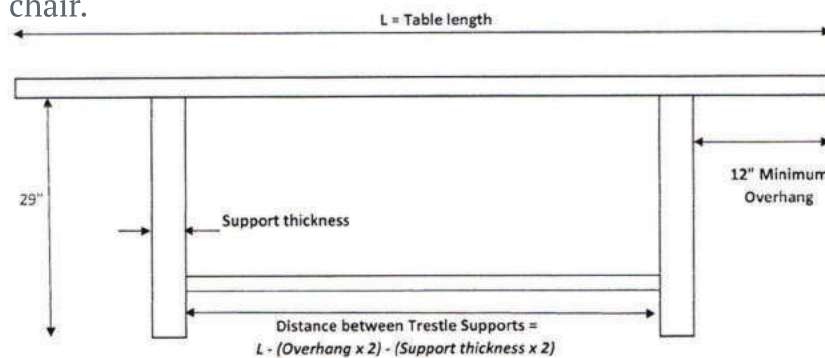 chair.
L = Table length
29"
12" Minimum
Overhang
Support thickness
Distance between Trestle Supports =
L - (Overhang x 2) - (Support thickness x 2)